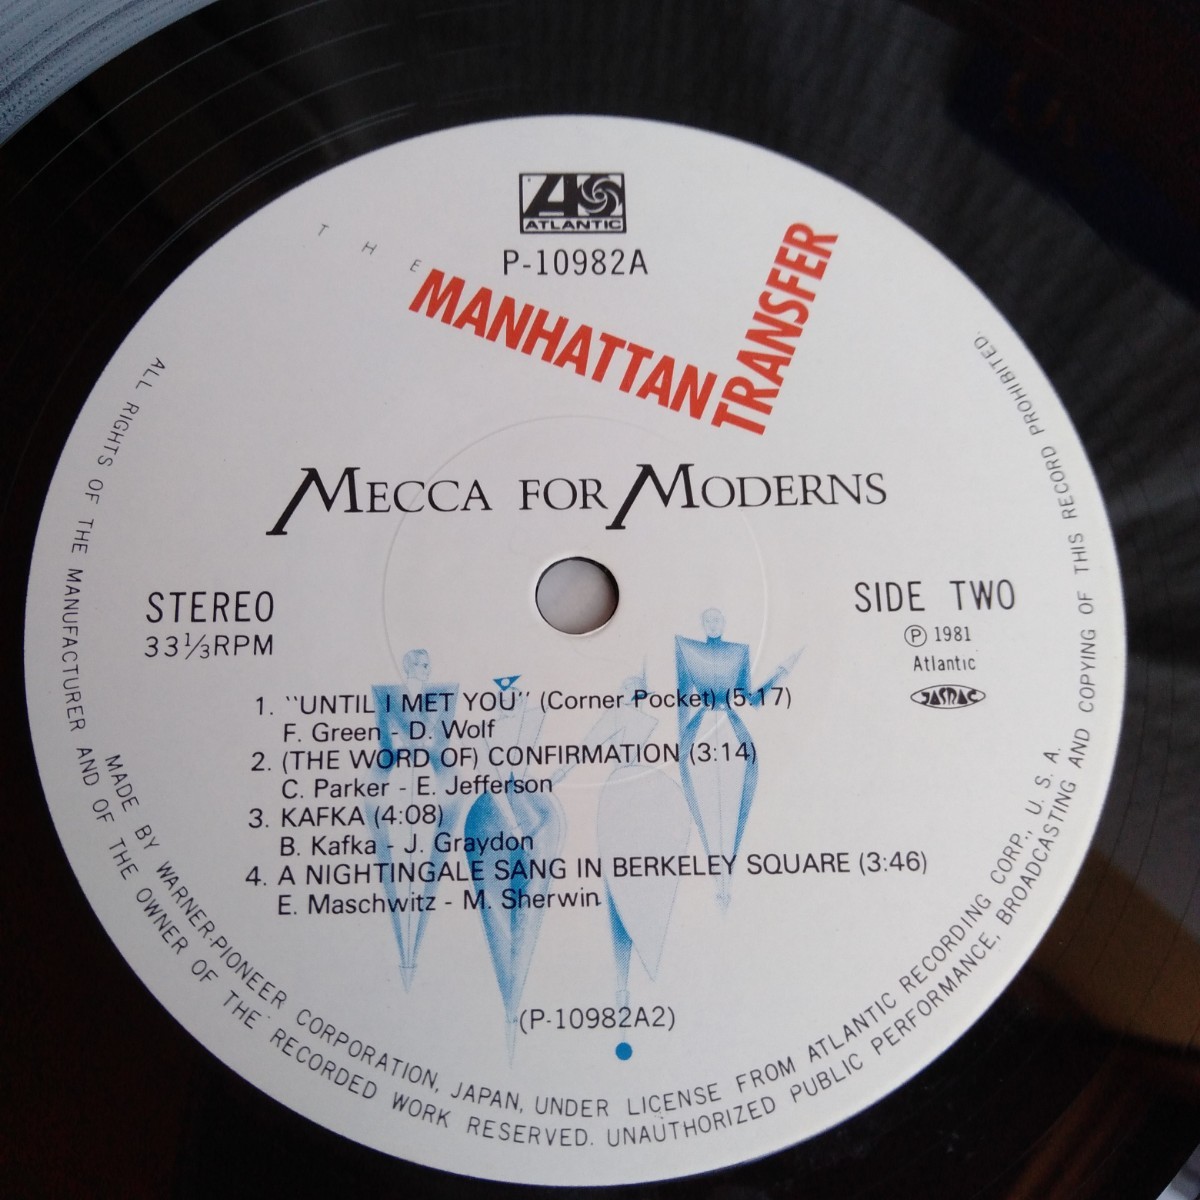 ATLANTIC
P-10982A
THE
MANHATTAN
TRANSFER
MECCA FOR MODERNS
STEREO
33 1/3 RPM
SIDE TWO
Ⓟ 1981
Atlantic
JASRAC
1. "UNTIL I MET YOU" (Corner Pocket) (5:17)
F. Green - D. Wolf
2. (THE WORD OF) CONFIRMATION (3:14)
C. Parker - E. Jefferson
3. KAFKA (4:08)
B. Kafka - J. Graydon
4. A NIGHTINGALE SANG IN BERKELEY SQUARE (3:46)
E. Maschwitz - M. Sherwin
(P-10982A2)
MADE BY WARNER-PIONEER CORPORATION, JAPAN, UNDER LICENSE FROM ATLANTIC RECORDING CORP., U. S. A.
ALL RIGHTS OF THE MANUFACTURER AND OF THE OWNER OF THE RECORDED WORK RESERVED. UNAUTHORIZED PUBLIC PERFORMANCE, BROADCASTING AND COPYING OF THIS RECORD PROHIBITED.